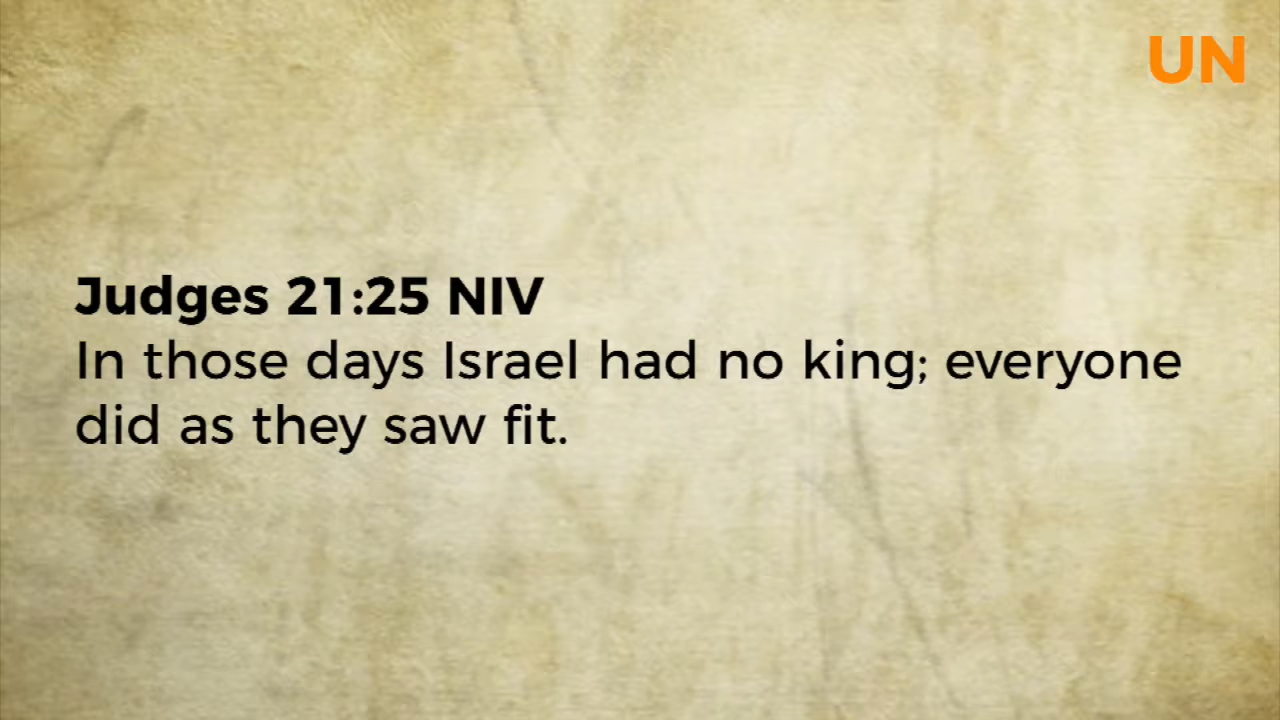 UN
Judges 21:25 NIV
In those days Israel had no king; everyone
did as they saw fit.